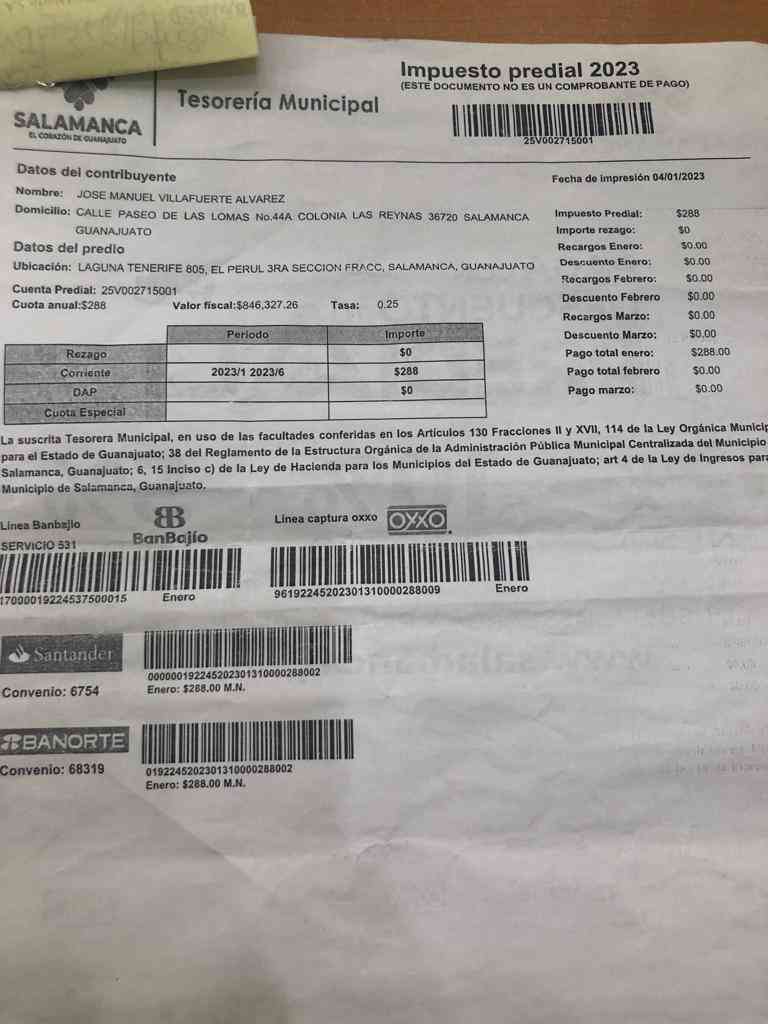 SALAMANCA
EL CORAZÓN DE GUANAJUATO
Tesorería Municipal
Impuesto predial 2023
(ESTE DOCUMENTO NO ES UN COMPROBANTE DE PAGO)
25V002715001
Datos del contribuyente
Fecha de impresión 04/01/2023
Nombre: JOSE MANUEL VILLAFUERTE ALVAREZ
Domicilio: CALLE PASEO DE LAS LOMAS No.44A COLONIA LAS REYNAS 36720 SALAMANCA
GUANAJUATO
Datos del predio
Ubicación: LAGUNA TENERIFE 805, EL PERUL 3RA SECCION FRACC, SALAMANCA, GUANAJUATO
Cuenta Predial: 25V002715001
Cuota anual:$288 Valor fiscal:$846,327.26 Tasa: 0.25
Impuesto Predial: $288
Importe rezago: $0
Recargos Enero: $0.00
Descuento Enero: $0.00
Recargos Febrero: $0.00
Descuento Febrero $0.00
Recargos Marzo: $0.00
Descuento Marzo: $0.00
Pago total enero: $288.00
Pago total febrero $0.00
Pago marzo: $0.00
Periodo Importe
Rezago $0
Corriente 2023/1 2023/6 $288
DAP $0
Cuota Especial
La suscrita Tesorera Municipal, en uso de las facultades conferidas en los Artículos 130 Fracciones II y XVII, 114 de la Ley Orgánica Municip
para el Estado de Guanajuato; 38 del Reglamento de la Estructura Orgánica de la Administración Pública Municipal Centralizada del Municipio
Salamanca, Guanajuato; 6, 15 Inciso c) de la Ley de Hacienda para los Municipios del Estado de Guanajuato; art 4 de la Ley de Ingresos para
Municipio de Salamanca, Guanajuato.
Línea Banbajío
BanBajío
SERVICIO 531
17000019224537500015 Enero
Línea captura oxxo
OXXO
96192245202301310000288009 Enero
Santander
Convenio: 6754
000000192245202301310000288002
Enero: $288.00 M.N.
BANORTE
Convenio: 68319
0192245202301310000288002
Enero: $288.00 M.N.